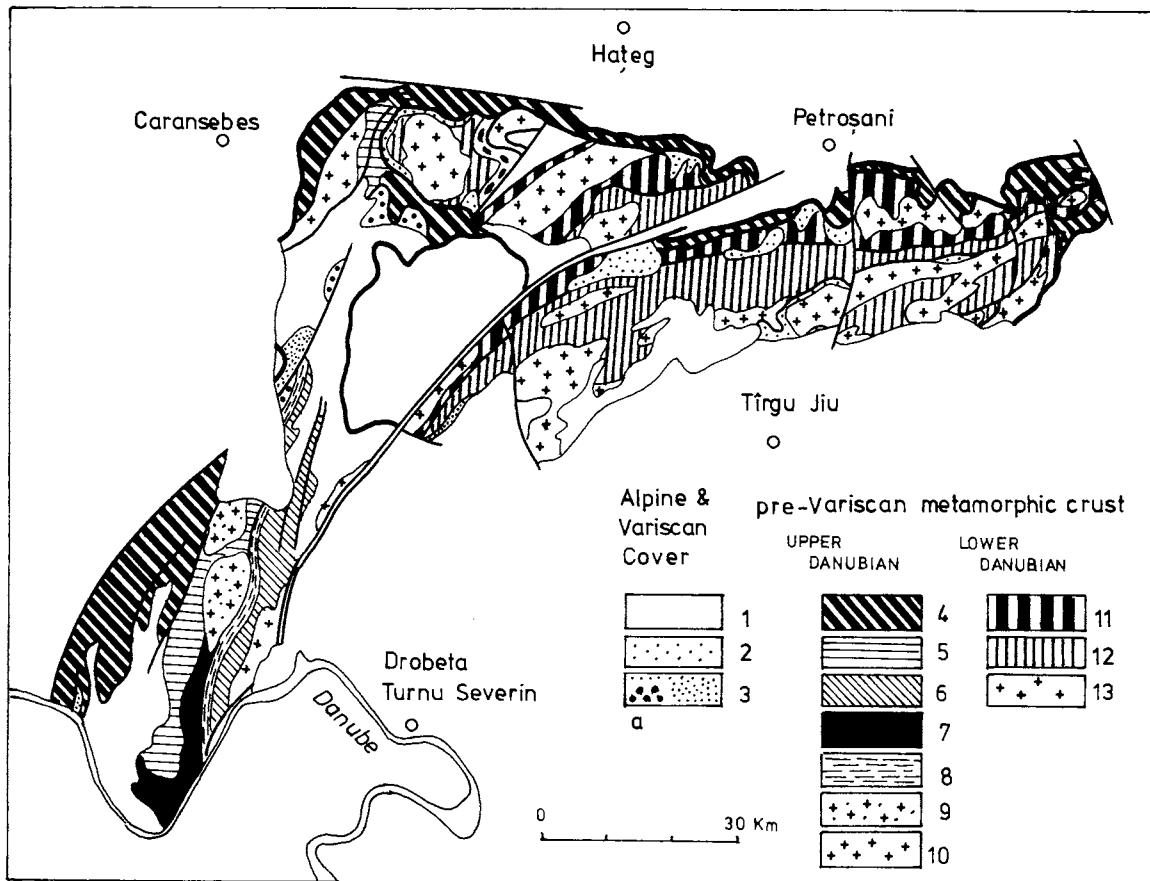 Haţeg
Caransebes
Petroşani
Tîrgu Jiu
Drobeta
Turnu Severin
Danube
0 30 Km
Alpine &
Variscan
Cover
1
2
3
a
pre-Variscan metamorphic crust
UPPER
DANUBIAN
4
5
6
7
8
9
10
LOWER
DANUBIAN
11
12
13